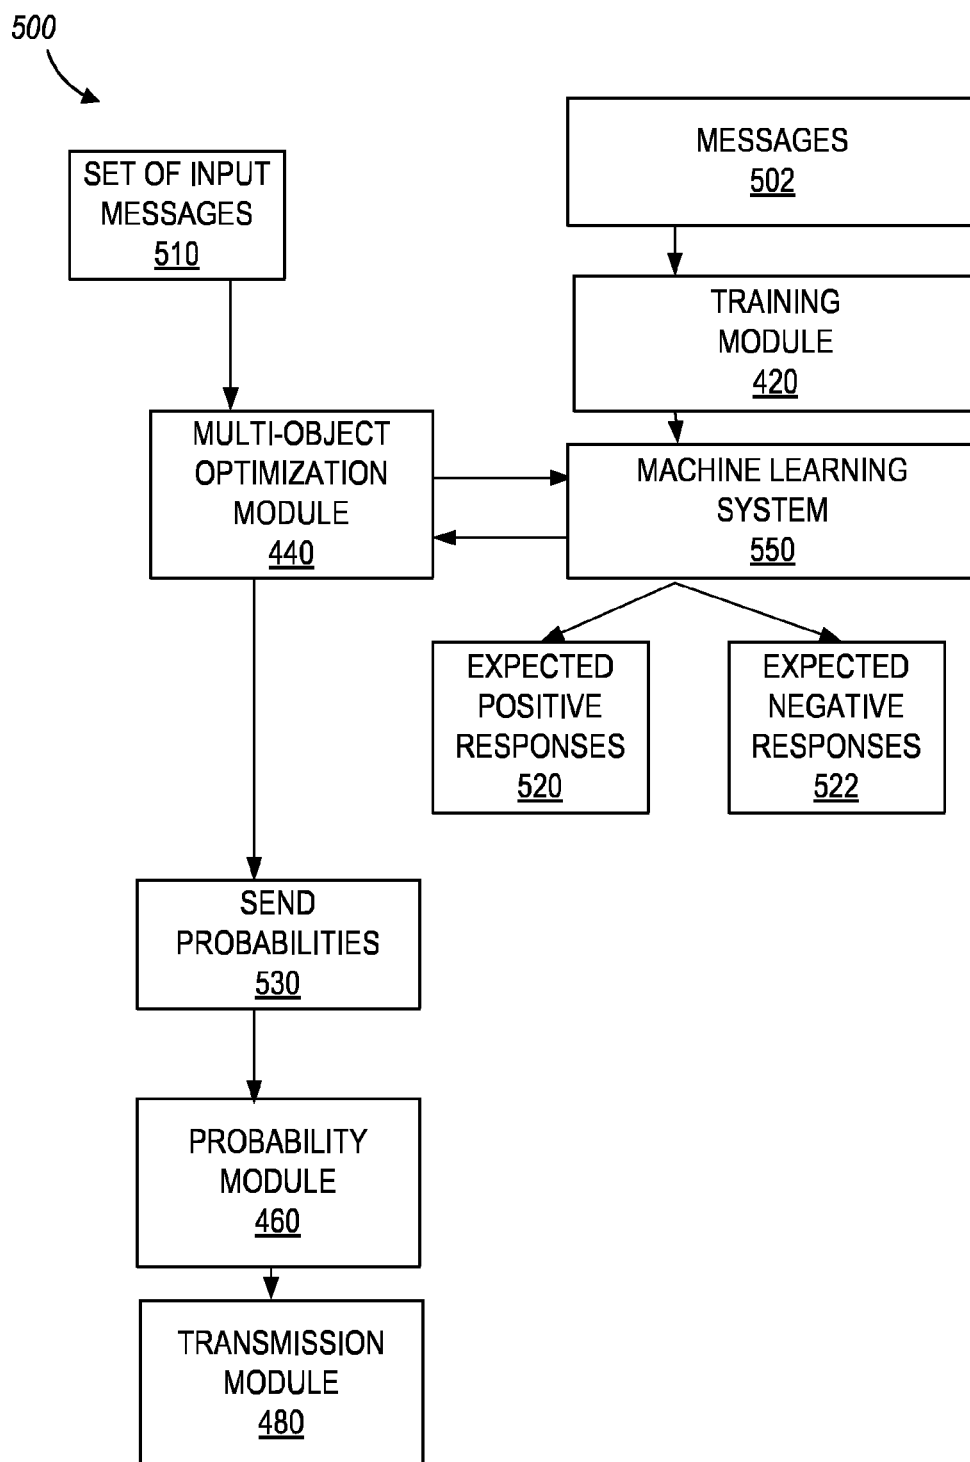 500
MESSAGES
502
SET OF INPUT
MESSAGES
510
TRAINING
MODULE
420
MULTI-OBJECT
OPTIMIZATION
MODULE
440
MACHINE LEARNING
SYSTEM
550
EXPECTED
POSITIVE
RESPONSES
520
EXPECTED
NEGATIVE
RESPONSES
522
SEND
PROBABILITIES
530
PROBABILITY
MODULE
460
TRANSMISSION
MODULE
480